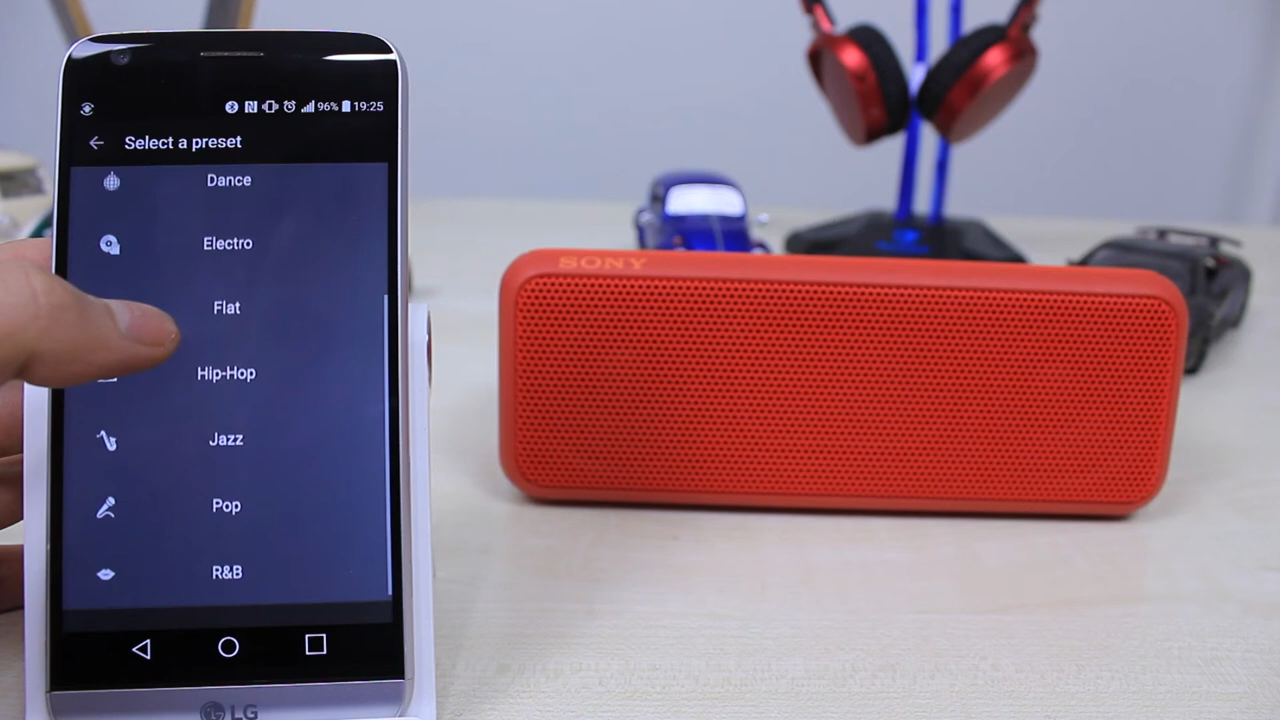 96% 19:25
Select a preset
Dance
Electro
Flat
Hip-Hop
Jazz
Pop
R&B
LG
SONY